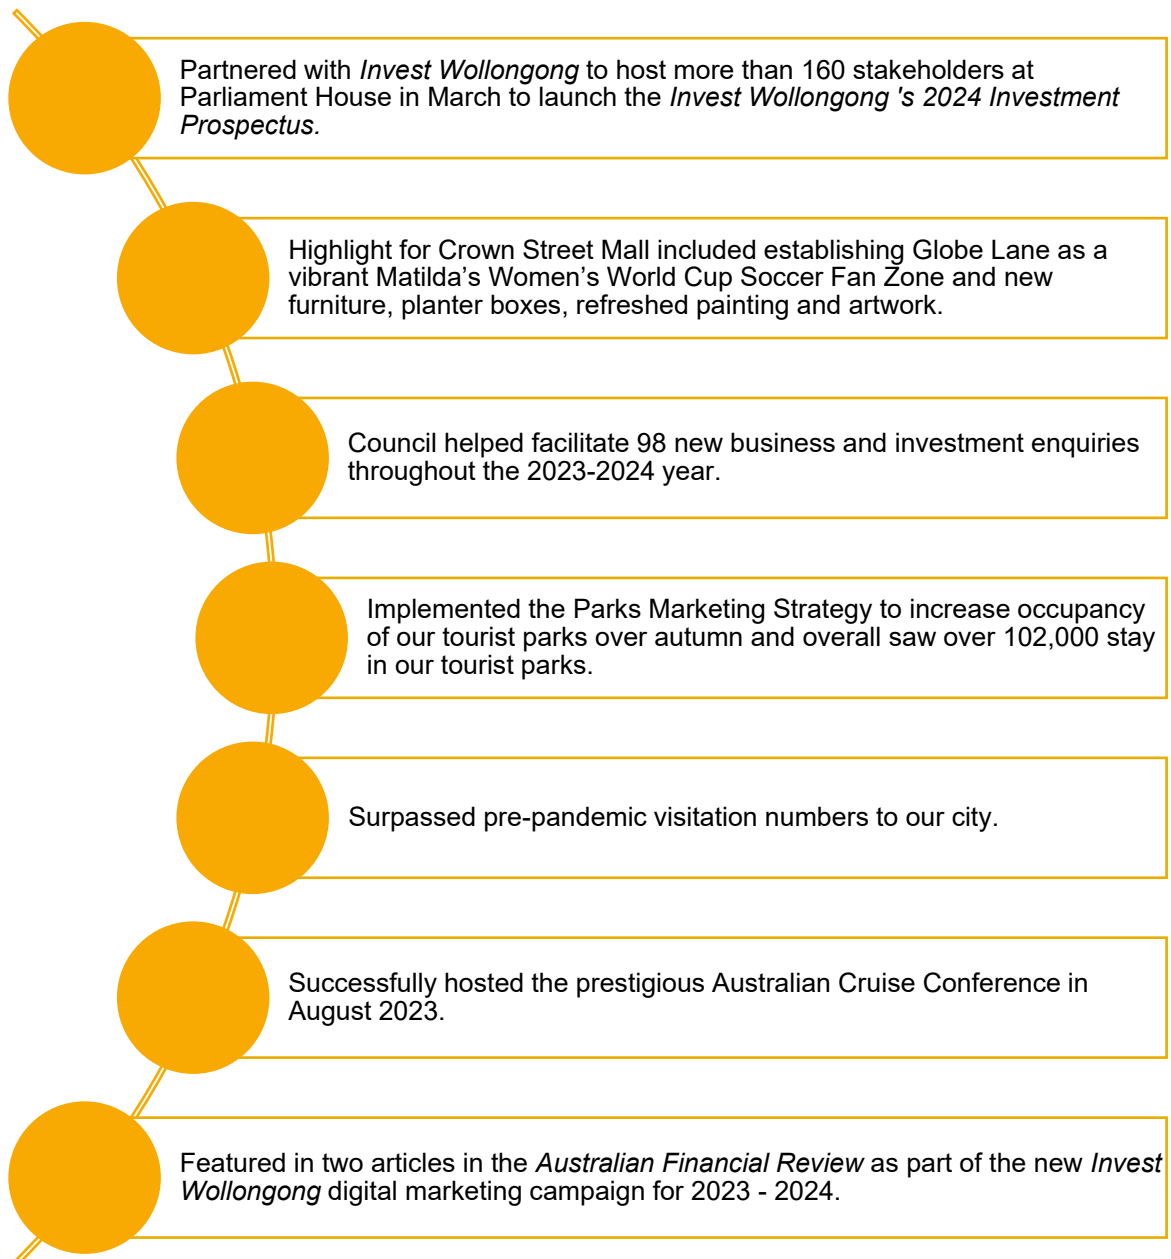 Partnered with Invest Wollongong to host more than 160 stakeholders at
Parliament House in March to launch the Invest Wollongong 's 2024 Investment
Prospectus.
Highlight for Crown Street Mall included establishing Globe Lane as a
vibrant Matilda’s Women’s World Cup Soccer Fan Zone and new
furniture, planter boxes, refreshed painting and artwork.
Council helped facilitate 98 new business and investment enquiries
throughout the 2023-2024 year.
Implemented the Parks Marketing Strategy to increase occupancy
of our tourist parks over autumn and overall saw over 102,000 stay
in our tourist parks.
Surpassed pre-pandemic visitation numbers to our city.
Successfully hosted the prestigious Australian Cruise Conference in
August 2023.
Featured in two articles in the Australian Financial Review as part of the new Invest
Wollongong digital marketing campaign for 2023 - 2024.